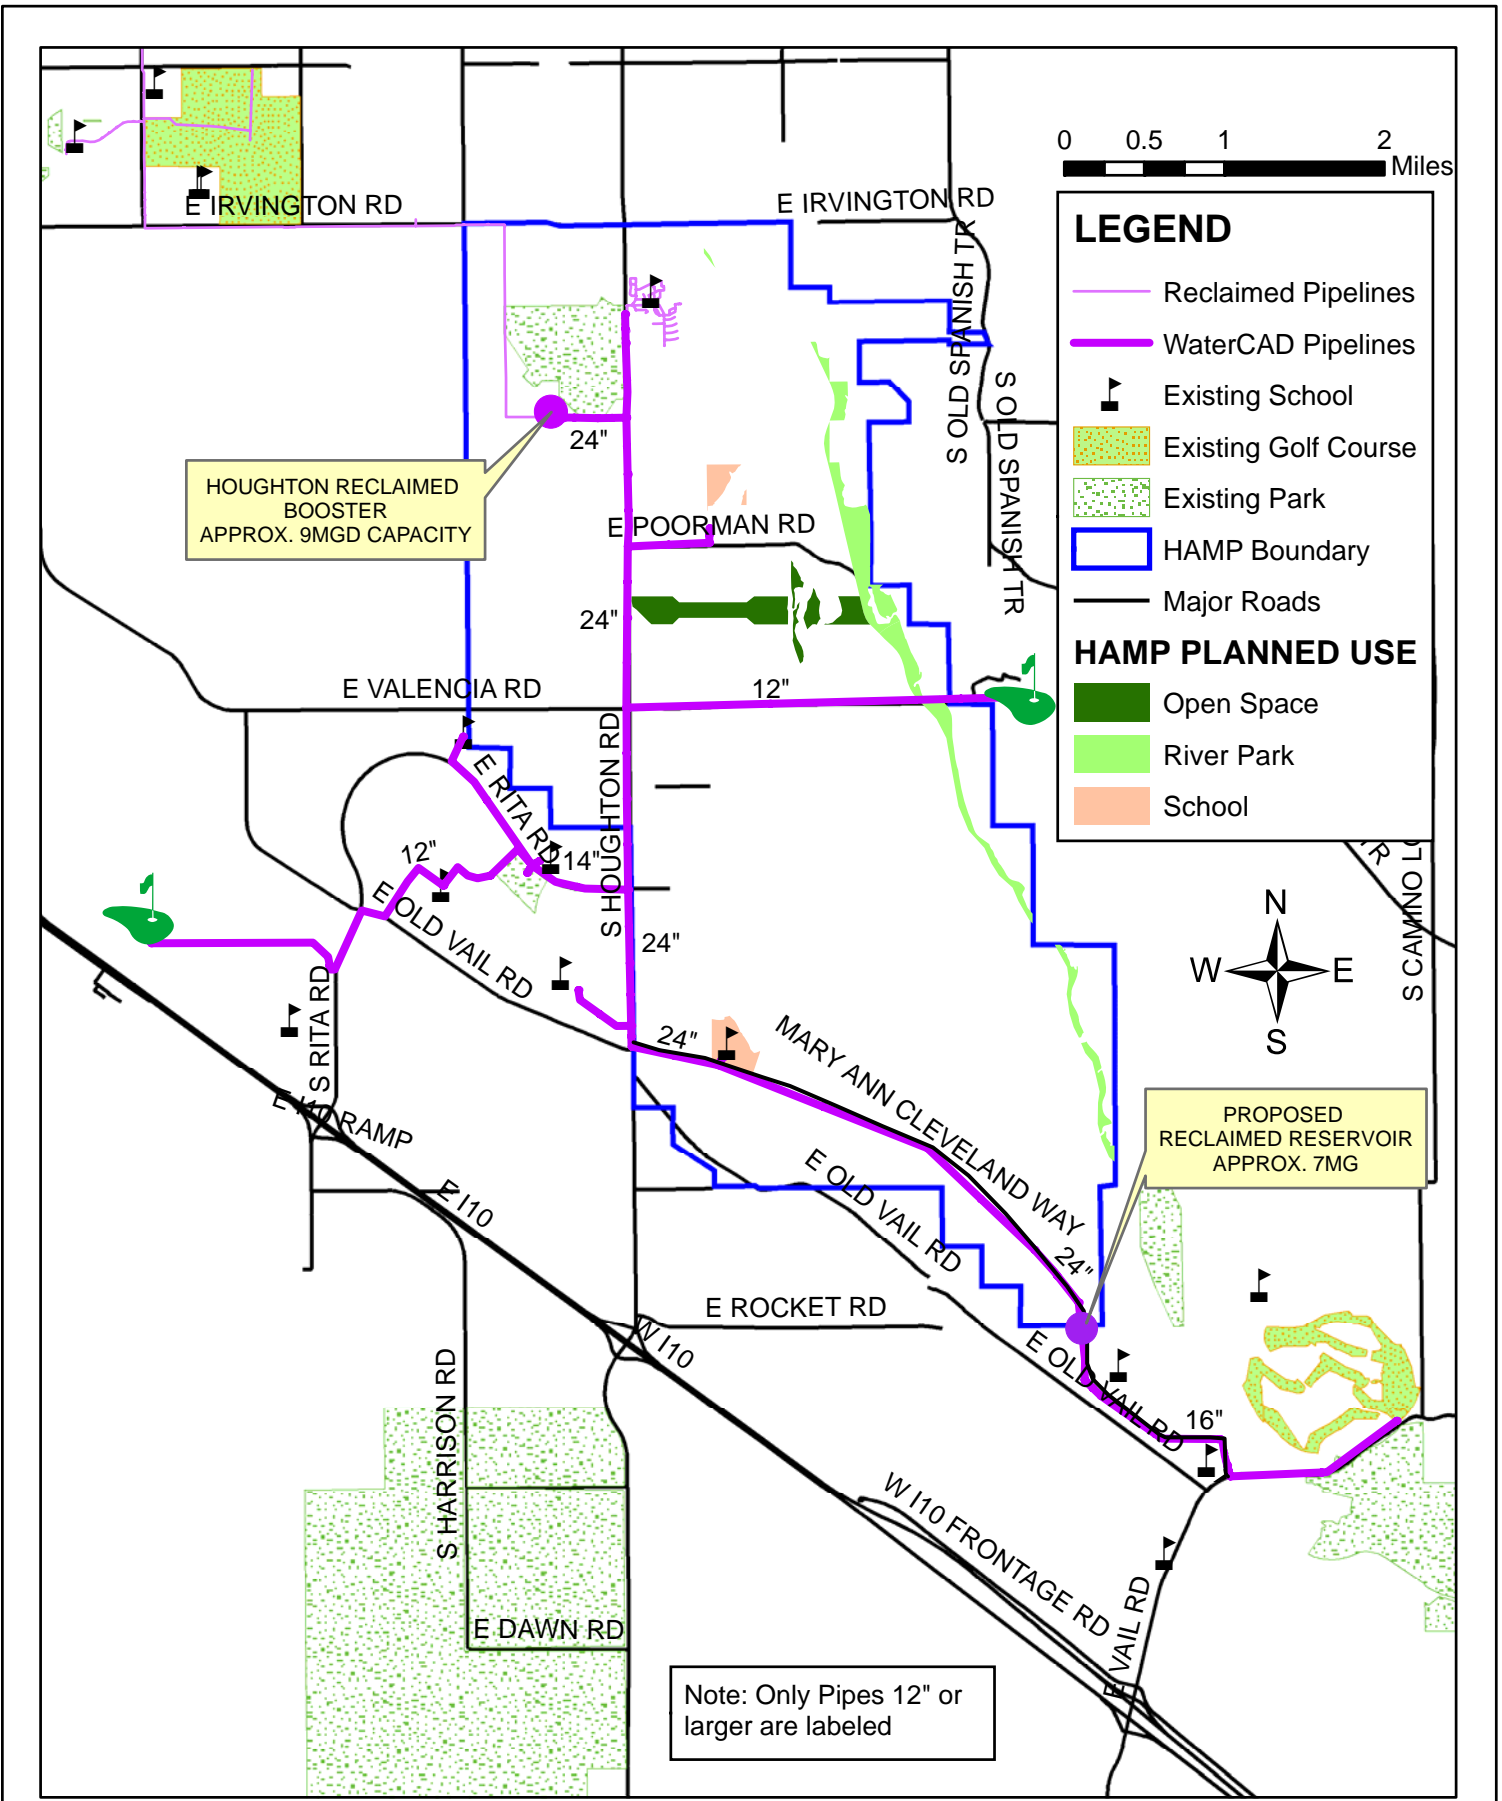 0 0.5 1 2
Miles
E IRVINGTON RD
E IRVINGTON RD
S OLD SPANISH TR
S OLD SPANISH TR
LEGEND
Reclaimed Pipelines
WaterCAD Pipelines
Existing School
Existing Golf Course
Existing Park
HAMP Boundary
Major Roads
HAMP PLANNED USE
Open Space
River Park
School
24"
HOUGHTON RECLAIMED
BOOSTER
APPROX. 9MGD CAPACITY
E POORMAN RD
24"
E VALENCIA RD
12"
S HOUGHTON RD
E RITA RD
12"
14"
E OLD VAIL RD
24"
S RITA RD
24"
MARY ANN CLEVELAND WAY
TR
S CAMINO LO
N
W E
S
E I10 RAMP
E I10
PROPOSED
RECLAIMED RESERVOIR
APPROX. 7MG
E OLD VAIL RD
24"
E ROCKET RD
W I10
E OLD VAIL RD
16"
S HARRISON RD
W I10 FRONTAGE RD
E DAWN RD
E VAIL RD
Note: Only Pipes 12" or
larger are labeled